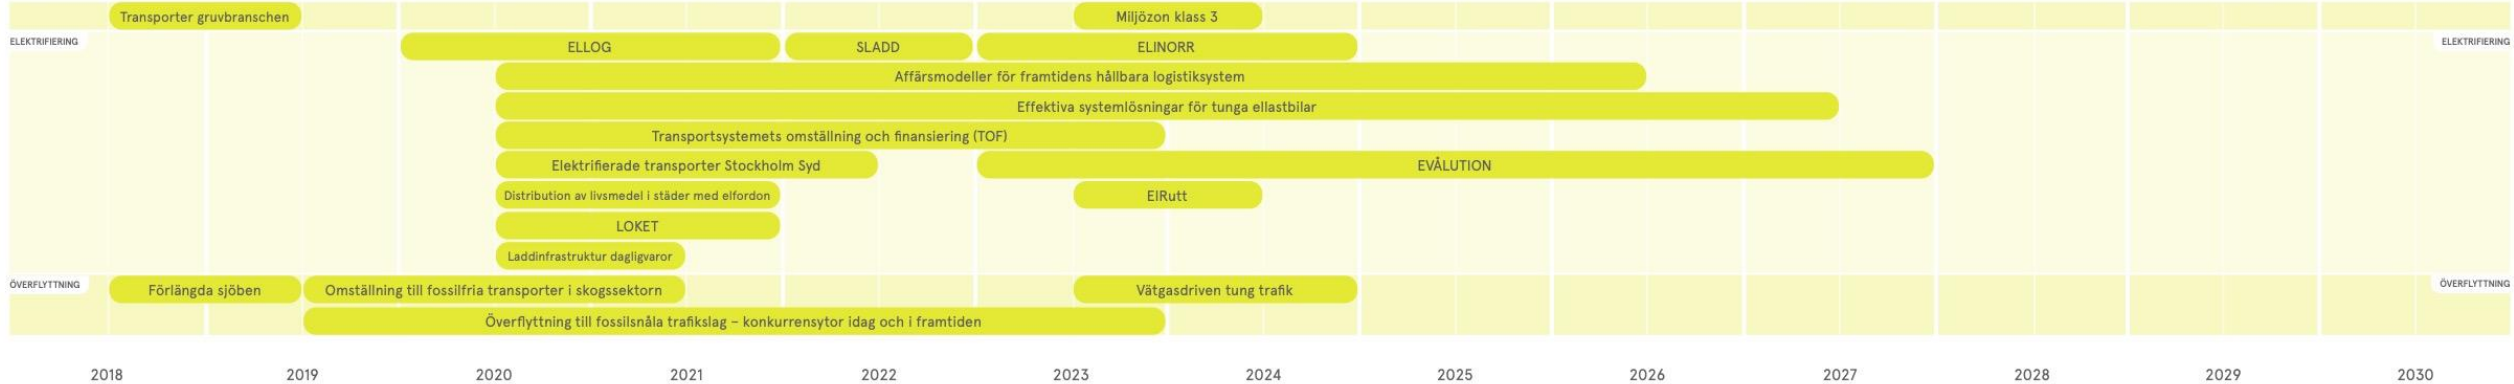 Transporter gruvbranschen
Miljözon klass 3
ELEKTRIFIERING
ELLOG
SLADD
ELINORR
ELEKTRIFIERING
Affärsmodeller för framtidens hållbara logistiksystem
Effektiva systemlösningar för tunga ellastbilar
Transportsystemets omställning och finansiering (TOF)
Elektrifierade transporter Stockholm Syd
EVÅLUTION
Distribution av livsmedel i städer med elfordon
ElRutt
LOKET
Laddinfrastruktur dagligvaror
ÖVERFLYTTNING
Förlängda sjöben
Omställning till fossilfria transporter i skogssektorn
Vätgasdriven tung trafik
ÖVERFLYTTNING
Överflyttning till fossilsnåla trafikslag – konkurrensytor idag och i framtiden
2018 2019 2020 2021 2022 2023 2024 2025 2026 2027 2028 2029 2030